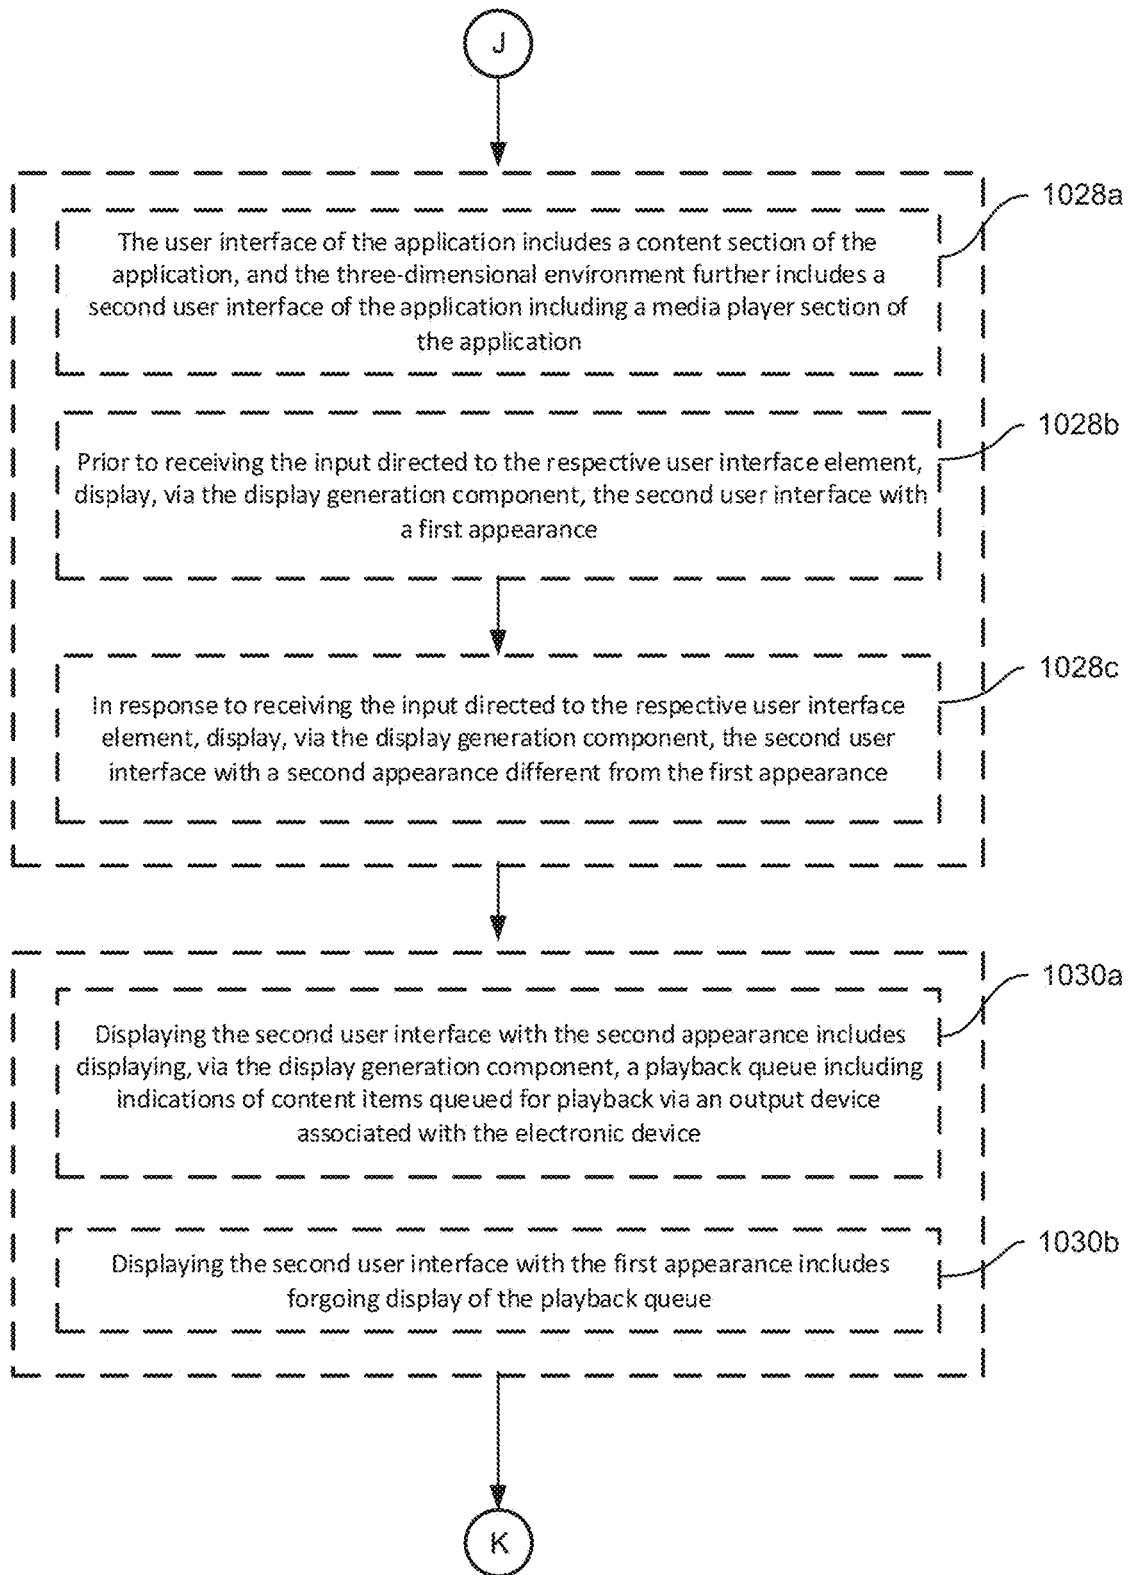 J
1028a
The user interface of the application includes a content section of the
application, and the three-dimensional environment further includes a
second user interface of the application including a media player section of
the application
1028b
Prior to receiving the input directed to the respective user interface element,
display, via the display generation component, the second user interface with
a first appearance
1028c
In response to receiving the input directed to the respective user interface
element, display, via the display generation component, the second user
interface with a second appearance different from the first appearance
1030a
Displaying the second user interface with the second appearance includes
displaying, via the display generation component, a playback queue including
indications of content items queued for playback via an output device
associated with the electronic device
1030b
Displaying the second user interface with the first appearance includes
forgoing display of the playback queue
K